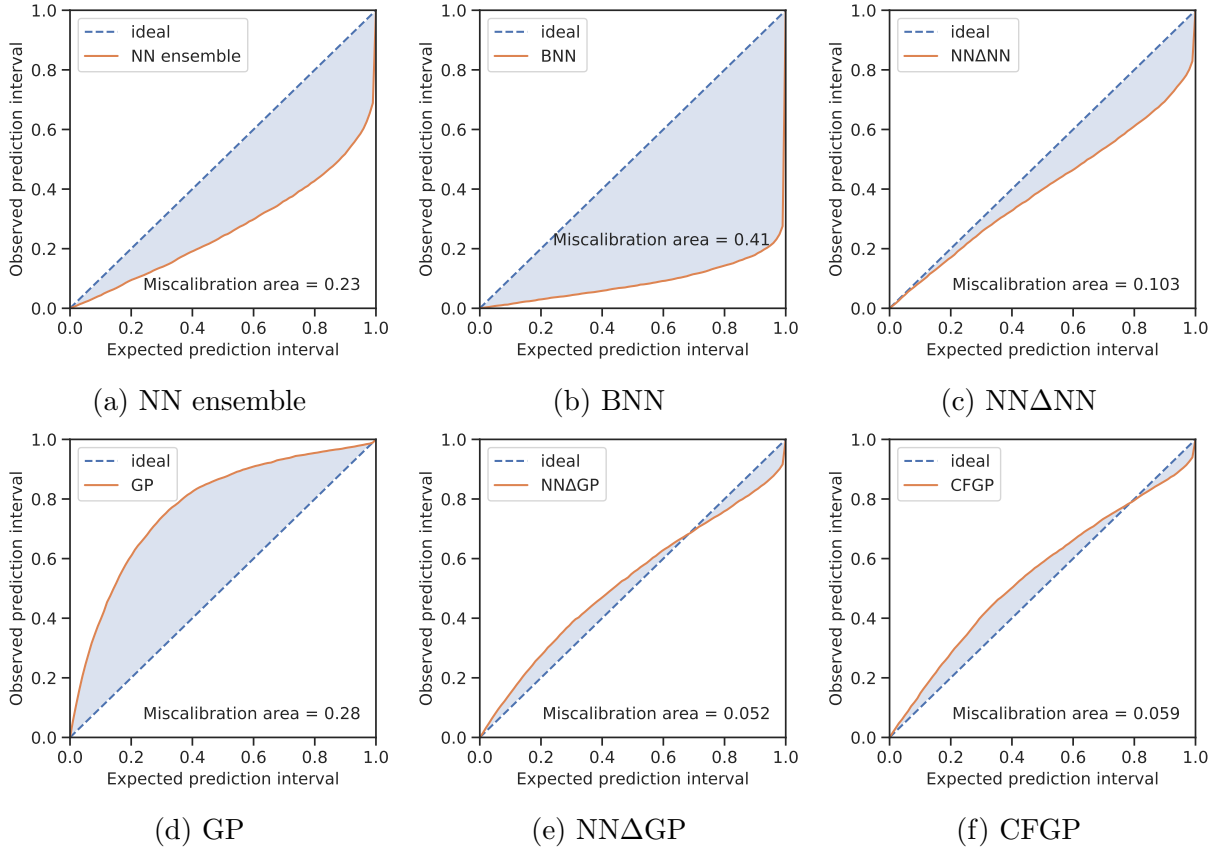 1.0
0.8
0.6
0.4
0.2
0.0
Observed prediction interval
ideal
NN ensemble
Miscalibration area = 0.23
0.0 0.2 0.4 0.6 0.8 1.0
Expected prediction interval
(a) NN ensemble
1.0
0.8
0.6
0.4
0.2
0.0
Observed prediction interval
ideal
BNN
Miscalibration area = 0.41
0.0 0.2 0.4 0.6 0.8 1.0
Expected prediction interval
(b) BNN
1.0
0.8
0.6
0.4
0.2
0.0
Observed prediction interval
ideal
NNΔNN
Miscalibration area = 0.103
0.0 0.2 0.4 0.6 0.8 1.0
Expected prediction interval
(c) NNΔNN
1.0
0.8
0.6
0.4
0.2
0.0
Observed prediction interval
ideal
GP
Miscalibration area = 0.28
0.0 0.2 0.4 0.6 0.8 1.0
Expected prediction interval
(d) GP
1.0
0.8
0.6
0.4
0.2
0.0
Observed prediction interval
ideal
NNΔGP
Miscalibration area = 0.052
0.0 0.2 0.4 0.6 0.8 1.0
Expected prediction interval
(e) NNΔGP
1.0
0.8
0.6
0.4
0.2
0.0
Observed prediction interval
ideal
CFGP
Miscalibration area = 0.059
0.0 0.2 0.4 0.6 0.8 1.0
Expected prediction interval
(f) CFGP